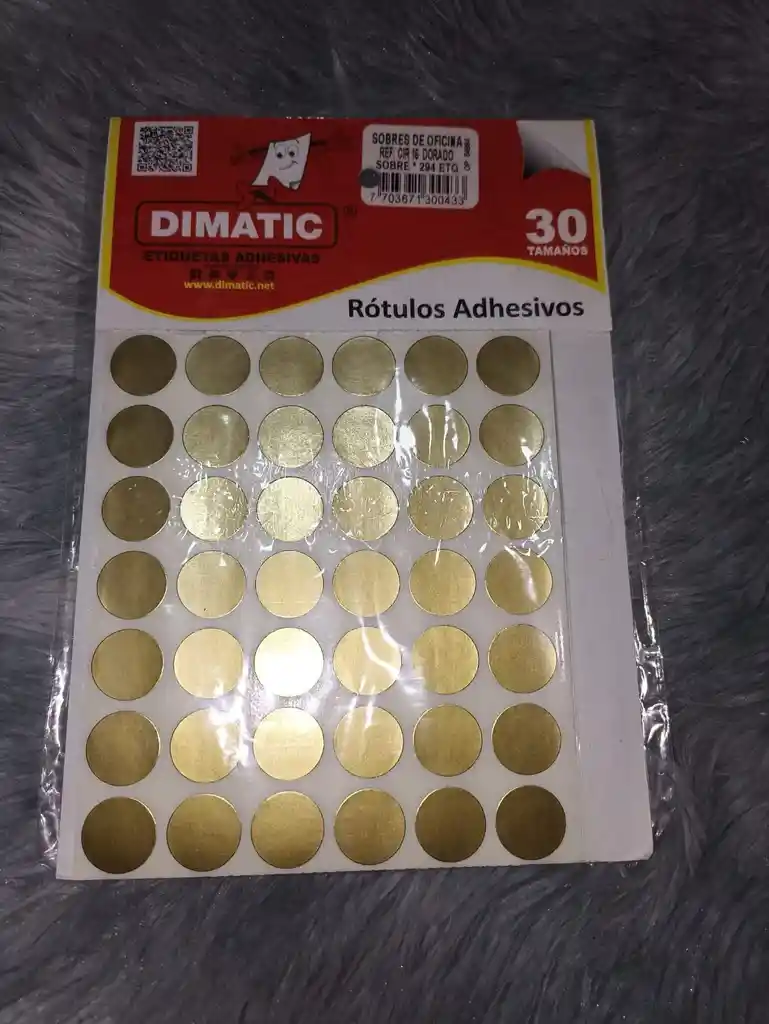 SOBRES DE OFICINA
REF. CIR 16 DORADO
SOBRE * 294 ETQ
7 703671 300433
DIMATIC
®
ETIQUETAS ADHESIVAS
www.dimatic.net
30
TAMAÑOS
Rótulos Adhesivos